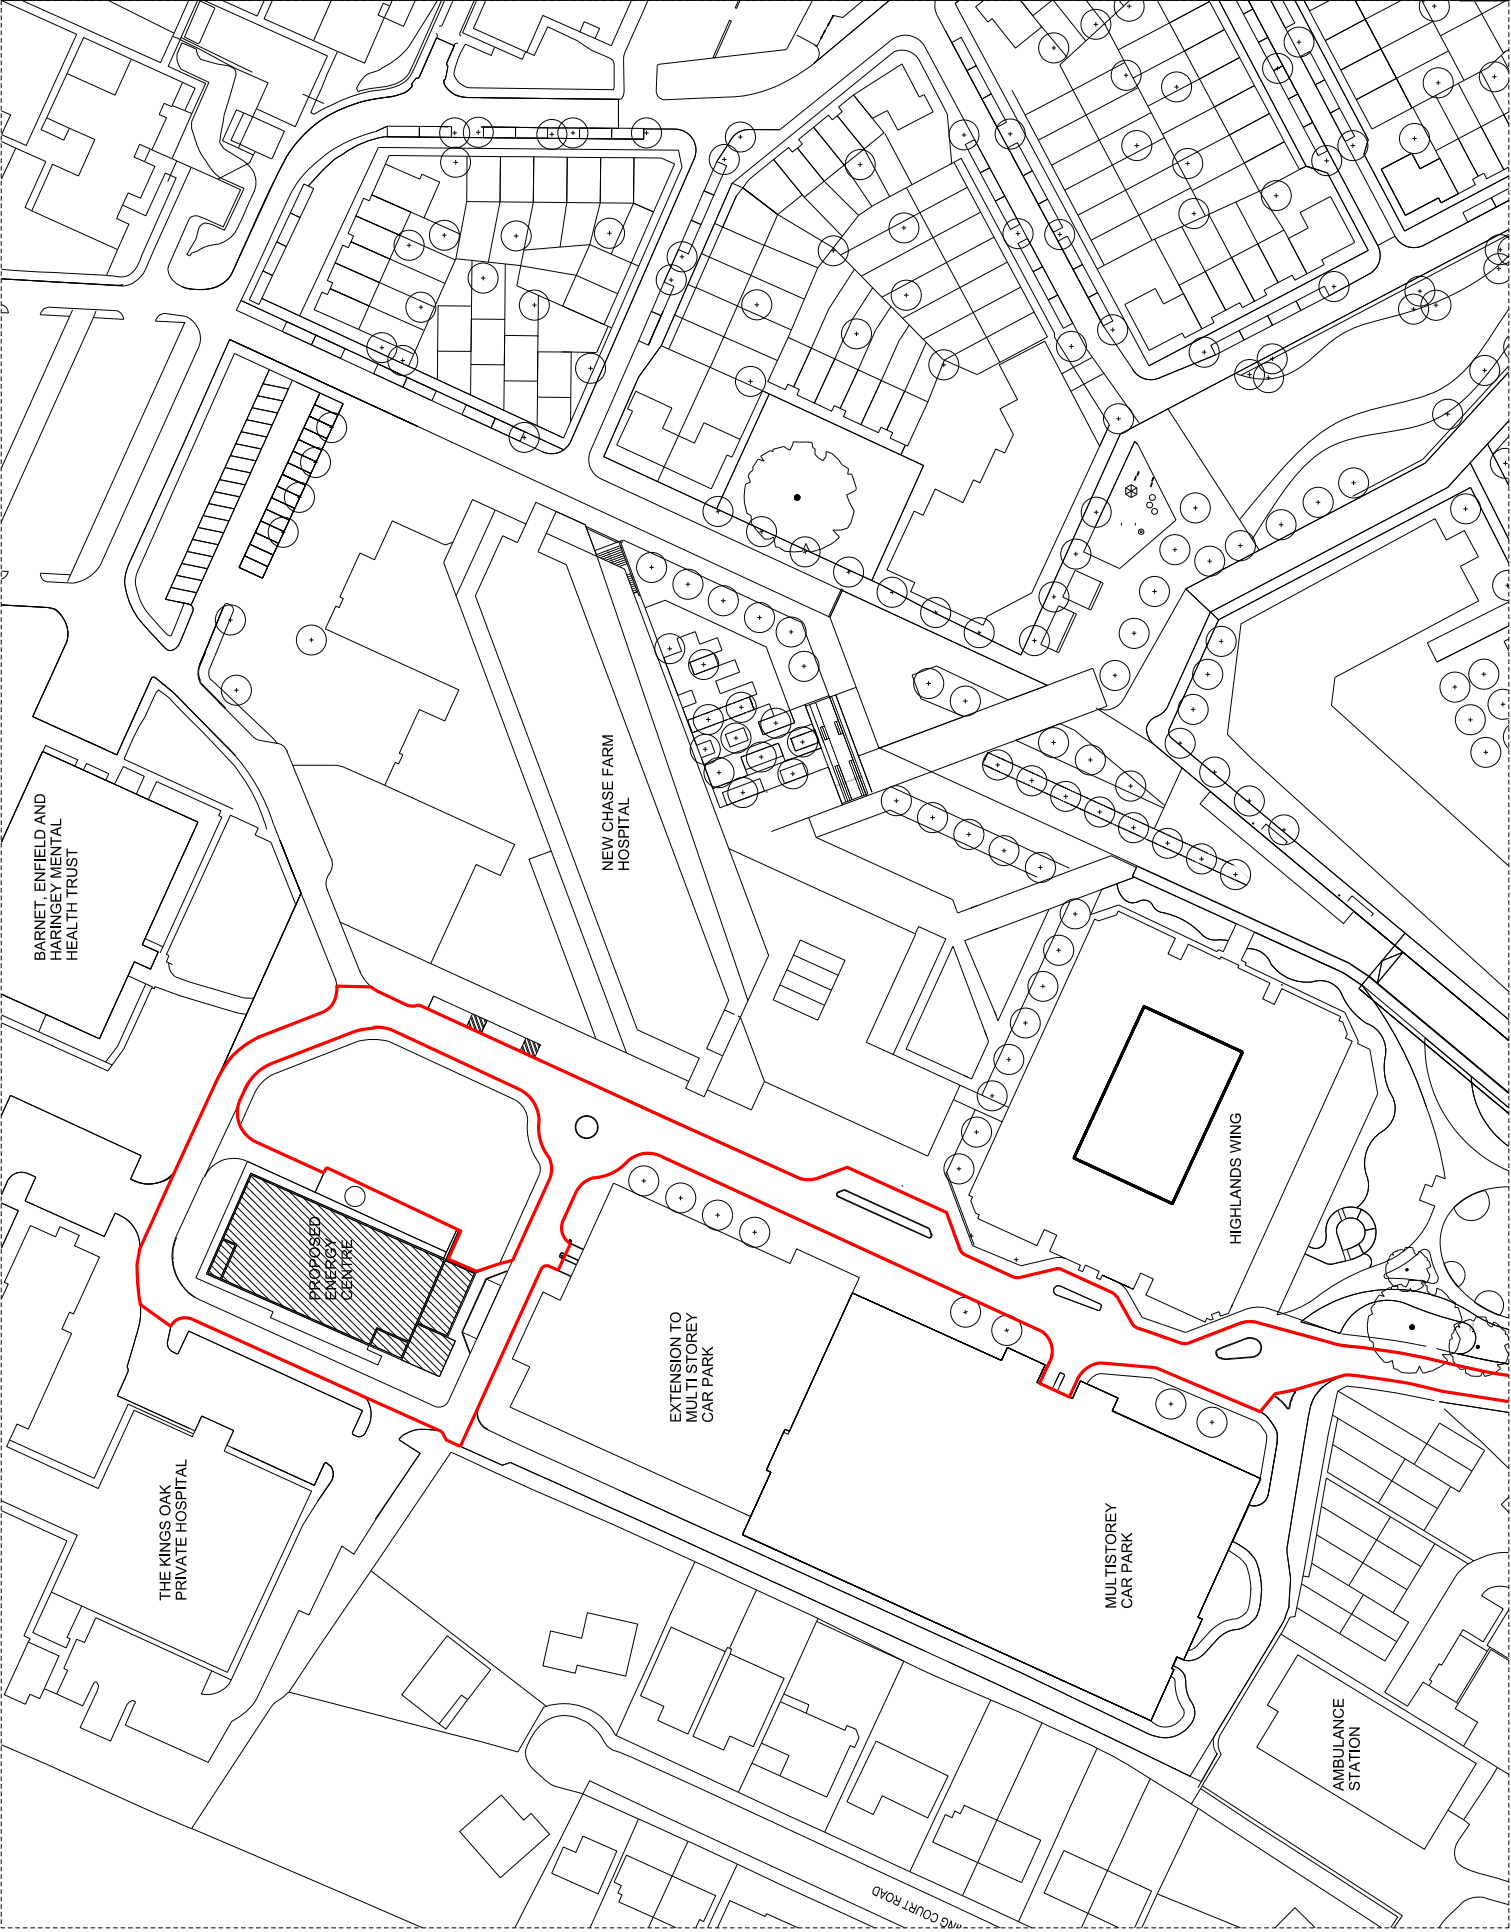 BARNET, ENFIELD AND
HARINGEY MENTAL
HEALTH TRUST
NEW CHASE FARM
HOSPITAL
HIGHLANDS WING
PROPOSED
ENERGY
CENTRE
EXTENSION TO
MULTI STOREY
CAR PARK
THE KINGS OAK
PRIVATE HOSPITAL
MULTISTOREY
CAR PARK
AMBULANCE
STATION
COURT ROAD